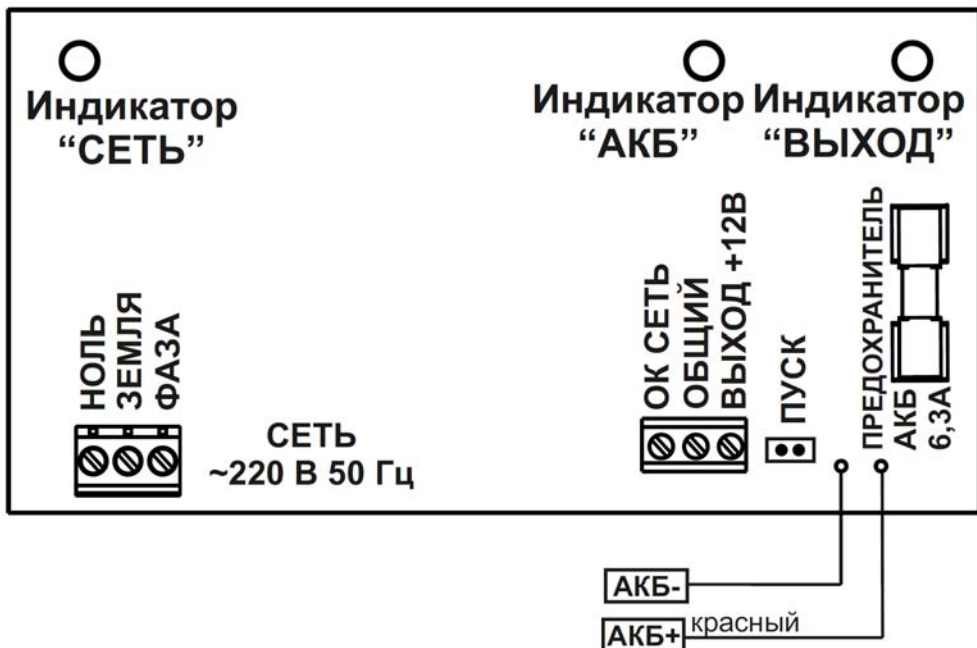 Индикатор
“СЕТЬ”
Индикатор
“АКБ”
Индикатор
“ВЫХОД”
НОЛЬ
ЗЕМЛЯ
ФАЗА
СЕТЬ
~220 В 50 Гц
ОК СЕТЬ
ОБЩИЙ
ВЫХОД +12В
ПУСК
ПРЕДОХРАНИТЕЛЬ
АКБ
6,3А
АКБ-
АКБ+ красный